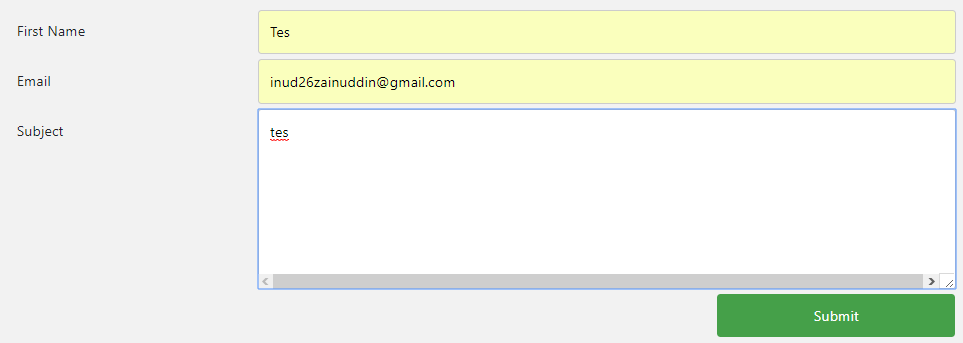 First Name
Tes
Email
inud26zainuddin@gmail.com
Subject
tes
Submit